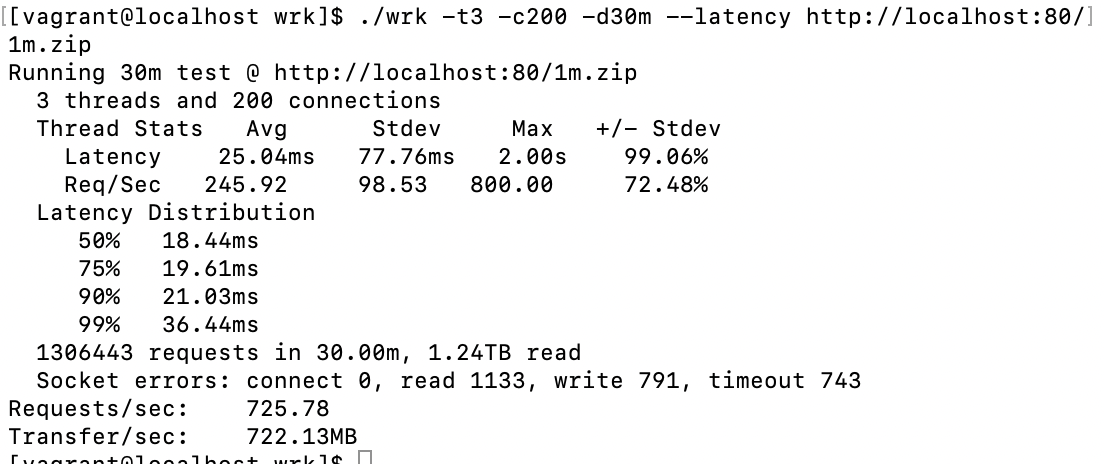 [[vagrant@localhost wrk]$ ./wrk -t3 -c200 -d30m --latency http://localhost:80/]
1m.zip
Running 30m test @ http://localhost:80/1m.zip
  3 threads and 200 connections
  Thread Stats   Avg      Stdev     Max   +/- Stdev
    Latency    25.04ms   77.76ms   2.00s    99.06%
    Req/Sec   245.92     98.53   800.00     72.48%
  Latency Distribution
     50%   18.44ms
     75%   19.61ms
     90%   21.03ms
     99%   36.44ms
  1306443 requests in 30.00m, 1.24TB read
  Socket errors: connect 0, read 1133, write 791, timeout 743
Requests/sec:    725.78
Transfer/sec:    722.13MB
[vagrant@localhost wrk]$